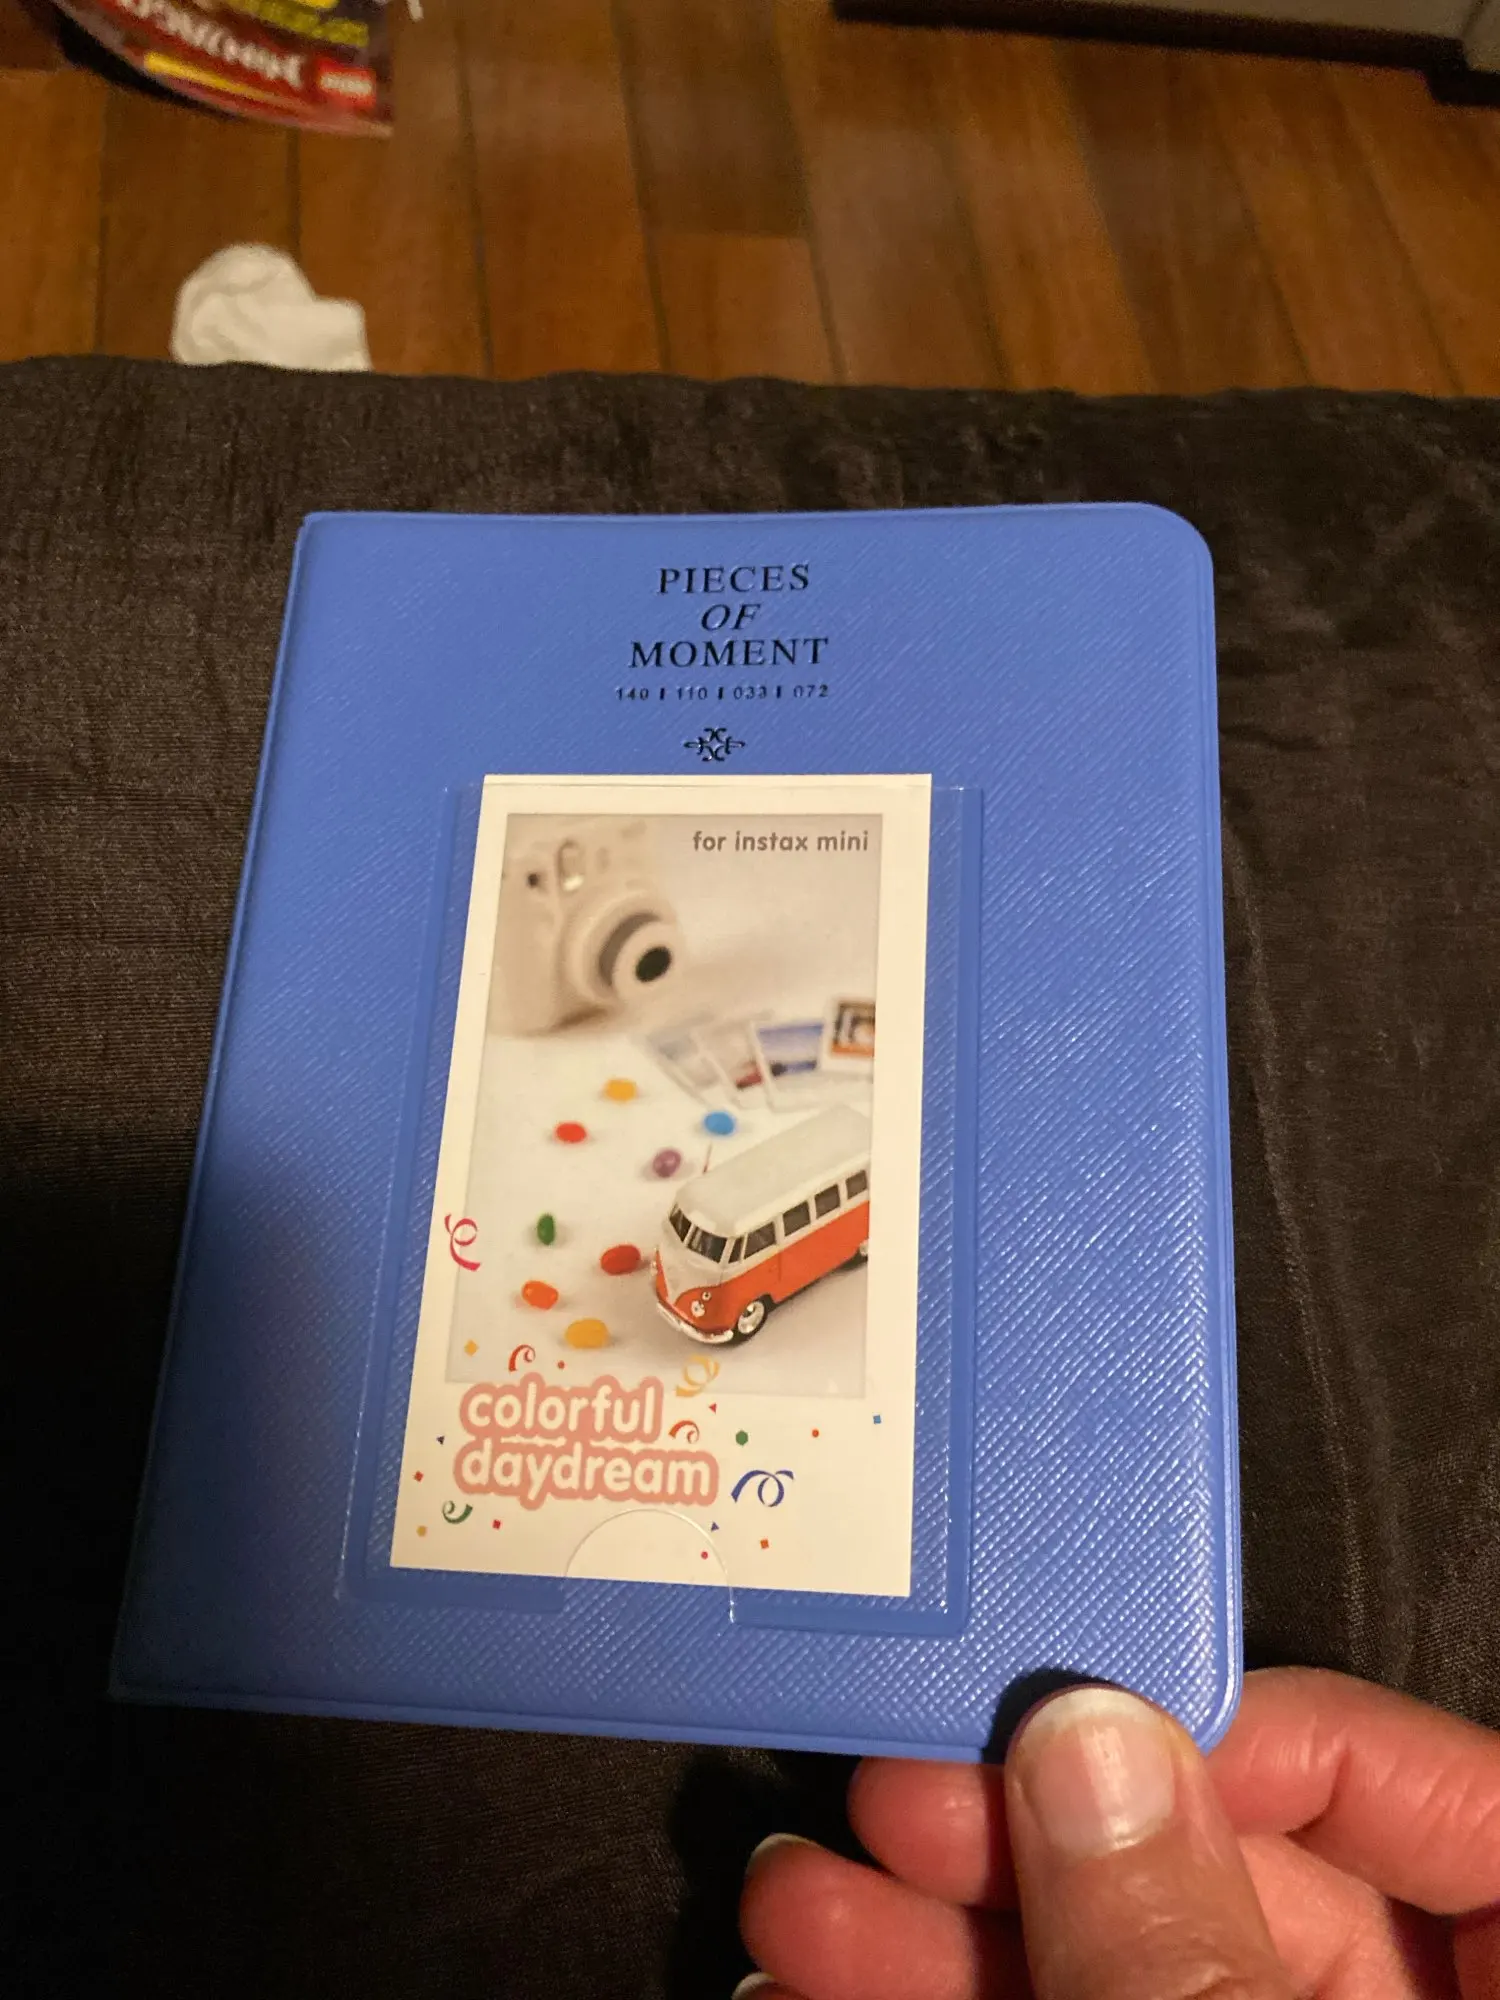 PIECES
OF
MOMENT
140 | 110 | 033 | 072
for instax mini
colorful
daydream